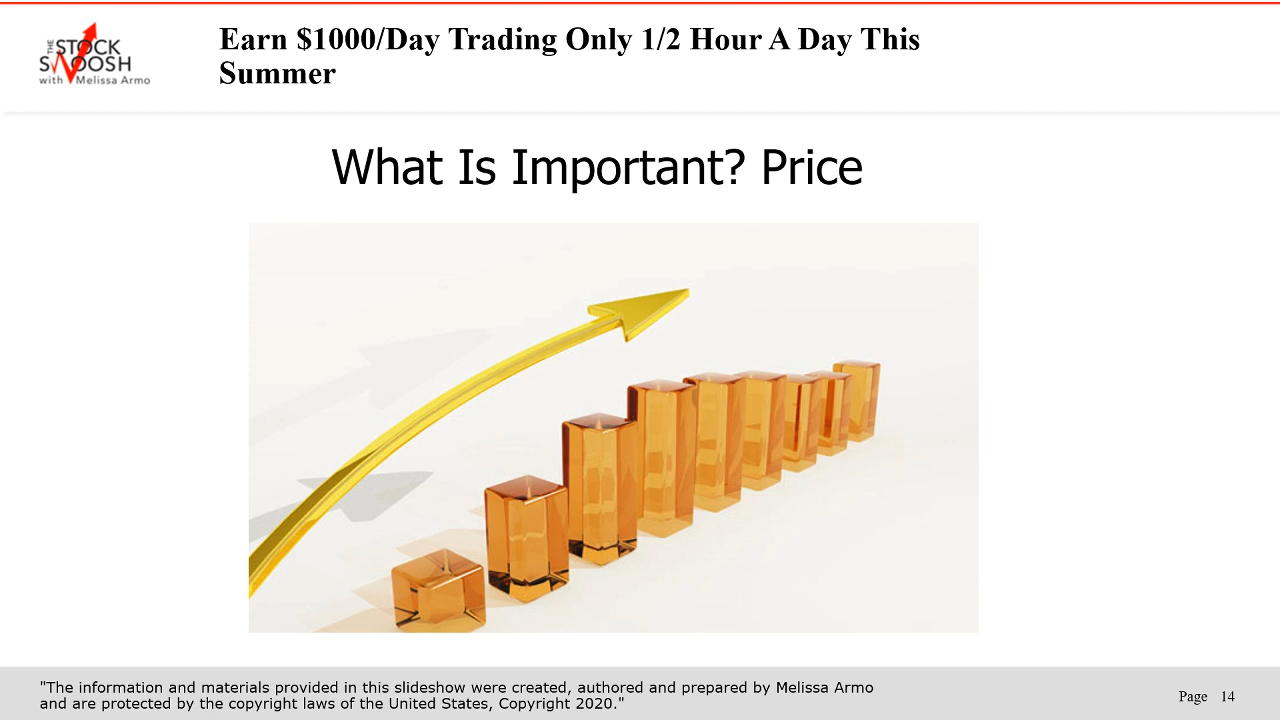 THE
STOCK
SWOOSH
with Melissa Armo
Earn $1000/Day Trading Only 1/2 Hour A Day This
Summer
What Is Important? Price
"The information and materials provided in this slideshow were created, authored and prepared by Melissa Armo
and are protected by the copyright laws of the United States, Copyright 2020."
Page 14